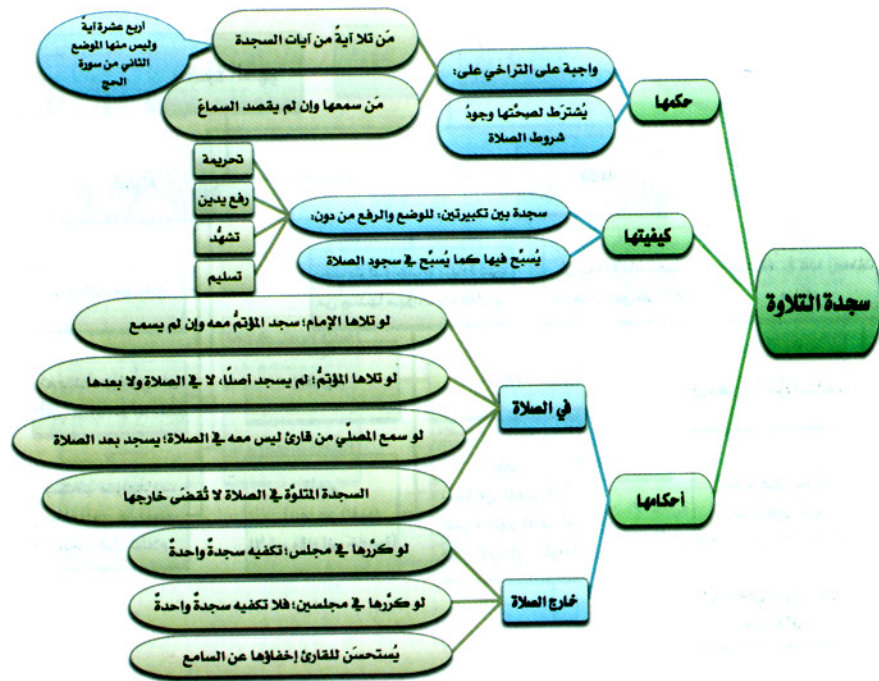 سجدة التلاوة
حكمها
واجبة على التراخي على:
مَن تلا آيةً من آيات السجدة
اربع عشرة آيةً
وليس منها الموضع
الثاني من سورة
الحج
مَن سمعها وإن لم يقصد السماعَ
يُشترَط لصحَّتها وجودُ
شروط الصلاة
كيفيتها
سجدة بين تكبيرتين: للوضع والرفع من دون:
تحريمة
رفع يدين
تشهُّد
تسليم
يُسبِّح فيها كما يُسبِّح في سجود الصلاة
أحكامها
في الصلاة
لو تلاها الإمام؛ سجد المؤتمُّ معه وإن لم يسمع
لو تلاها المؤتمُّ؛ لم يسجد أصلًا، لا في الصلاة ولا بعدها
لو سمع المصلّي من قارئ ليس معه في الصلاة؛ يسجد بعد الصلاة
السجدة المتلوَّة في الصلاة لا تُقضَى خارجها
خارج الصلاة
لو كرَّرها في مجلس؛ تكفيه سجدةٌ واحدةٌ
لو كرَّرها في مجلسين؛ فلا تكفيه سجدةٌ واحدةٌ
يُستحسَن للقارئ إخفاؤها عن السامع